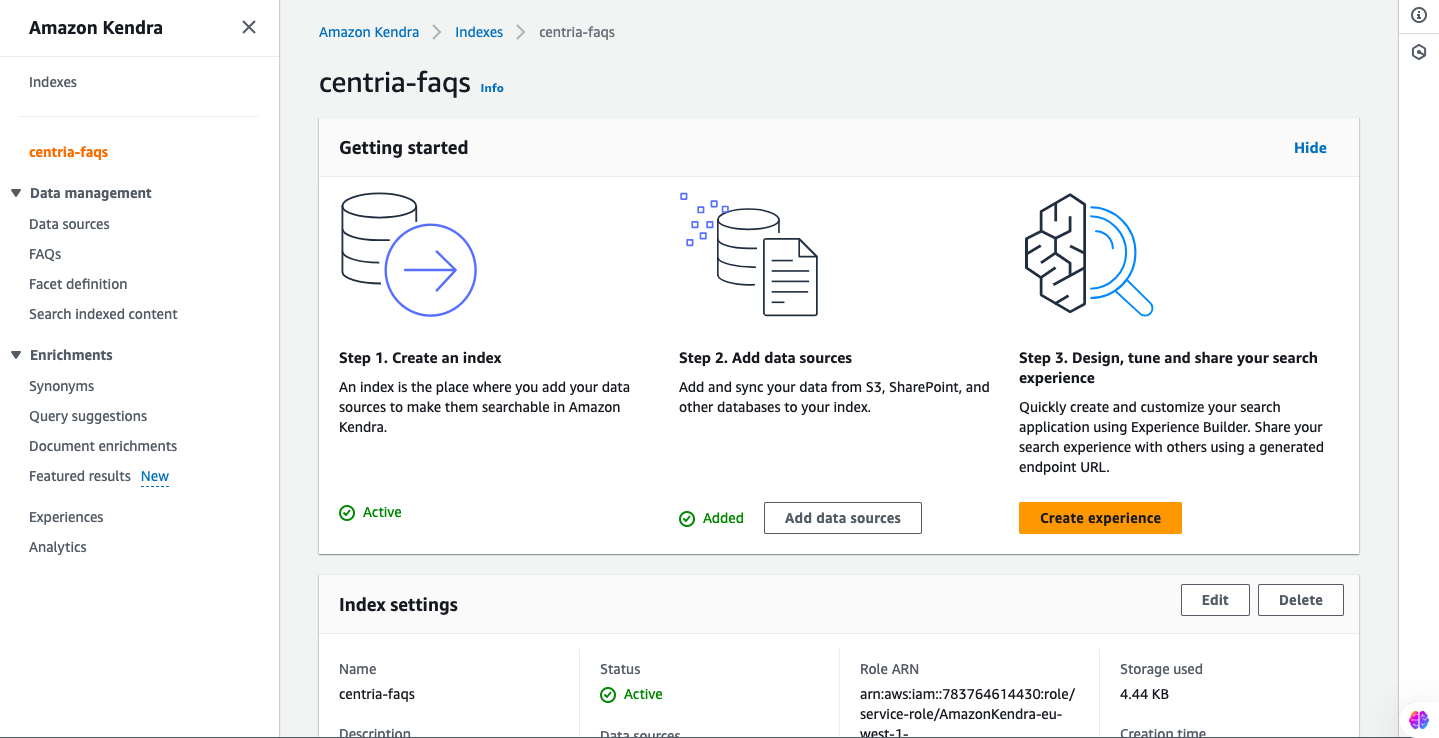 Amazon Kendra
Indexes
centria-faqs
Data management
Data sources
FAQs
Facet definition
Search indexed content
Enrichments
Synonyms
Query suggestions
Document enrichments
Featured results New
Experiences
Analytics
Amazon Kendra Indexes centria-faqs
centria-faqs Info
Getting started
Hide
Step 1. Create an index
An index is the place where you add your data
sources to make them searchable in Amazon
Kendra.
Active
Step 2. Add data sources
Add and sync your data from S3, SharePoint, and
other databases to your index.
Added
Add data sources
Step 3. Design, tune and share your search
experience
Quickly create and customize your search
application using Experience Builder. Share your
search experience with others using a generated
endpoint URL.
Create experience
Index settings
Edit
Delete
Name
centria-faqs
Description
Status
Active
Data sources
Role ARN
arn:aws:iam::783764614430:role/
service-role/AmazonKendra-eu-
west-1-
Storage used
4.44 KB
Creation time